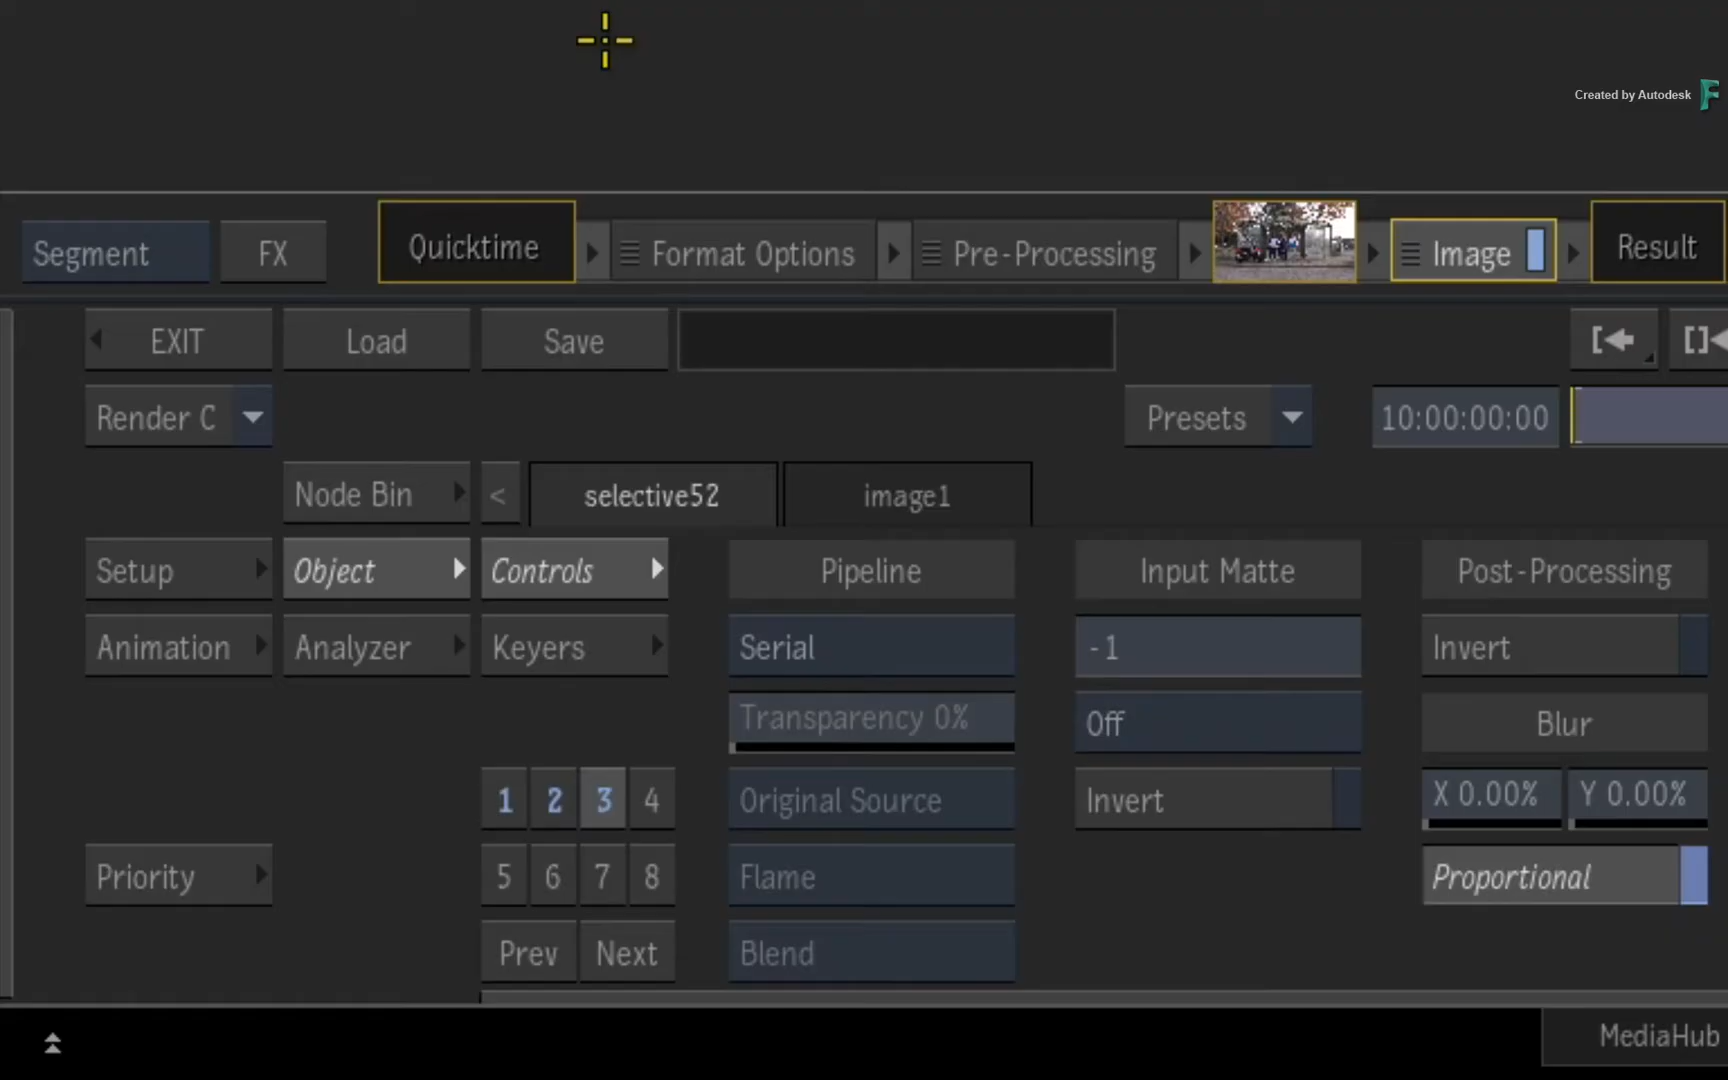 Created by Autodesk
Segment FX Quicktime Format Options Pre-Processing Image Result
EXIT Load Save
Render C Presets 10:00:00:00
Node Bin < selective52 image1
Setup Object Controls Pipeline Input Matte Post-Processing
Animation Analyzer Keyers Serial -1 Invert
Transparency 0% Off Blur
1 2 3 4 Original Source Invert X 0.00% Y 0.00%
Priority 5 6 7 8 Flame Proportional
Prev Next Blend
MediaHub